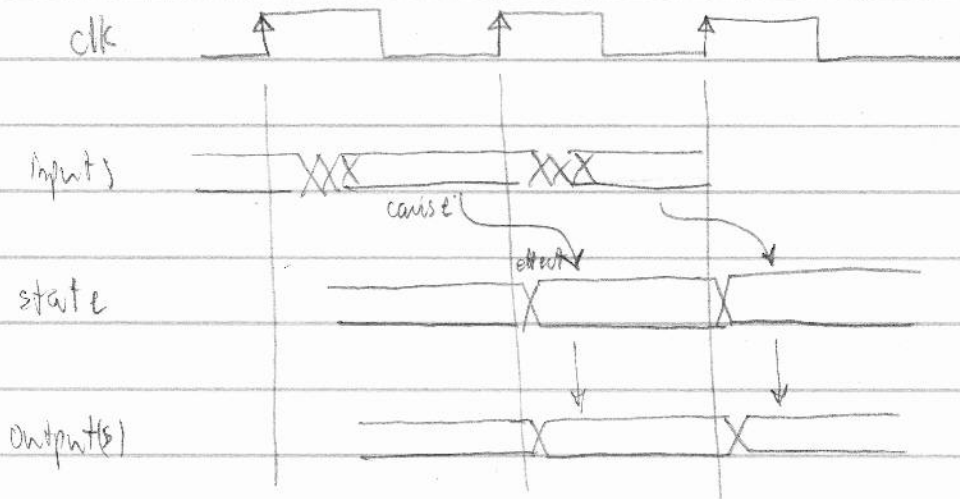 clk
inputs
cause
effect
state
output(s)